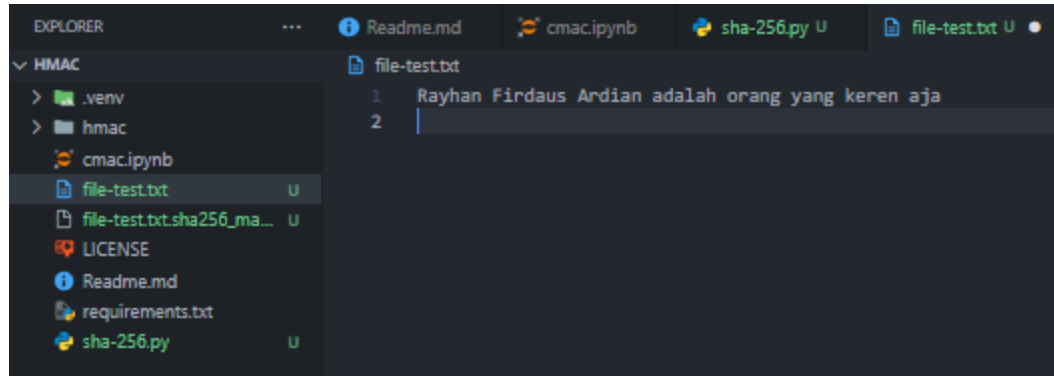 EXPLORER ...
Readme.md cmac.ipynb sha-256.py U file-test.txt U
HMAC
file-test.txt
.venv
1 Rayhan Firdaus Ardian adalah orang yang keren aja
hmac
2
cmac.ipynb
file-test.txt U
file-test.txt.sha256_ma... U
LICENSE
Readme.md
requirements.txt
sha-256.py U